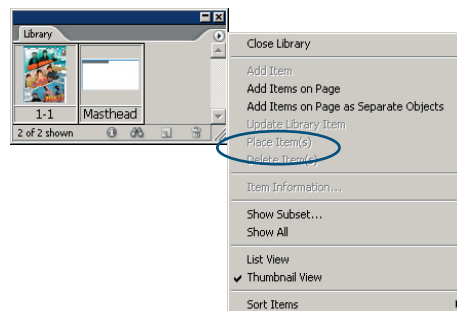 Library
1-1
Masthead
2 of 2 shown
Close Library
Add Item
Add Items on Page
Add Items on Page as Separate Objects
Update Library Item
Place Item(s)
Delete Item(s)
Item Information...
Show Subset...
Show All
List View
Thumbnail View
Sort Items